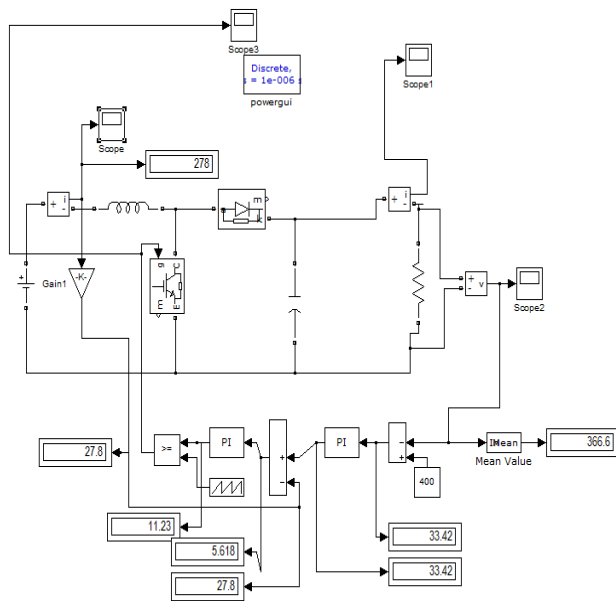 Scope3
Discrete,
s = 1e-006 s
powergui
Scope1
Scope
278
i
+
-
m
k
i
+
-
g
C
E
-K-
Gain1
+
+
-
v
Scope2
27.8
>=
PI
+
-
PI
-
+
400
Mean
Mean Value
366.6
11.23
5.618
27.8
33.42
33.42